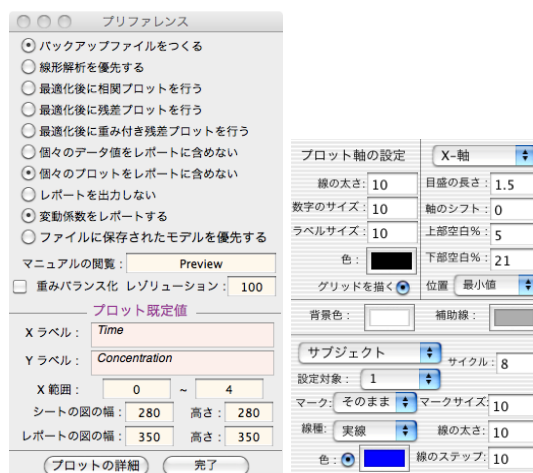 プリファレンス
バックアップファイルをつくる
線形解析を優先する
最適化後に相関プロットを行う
最適化後に残差プロットを行う
最適化後に重み付き残差プロットを行う
個々のデータ値をレポートに含めない
個々のプロットをレポートに含めない
レポートを出力しない
変動係数をレポートする
ファイルに保存されたモデルを優先する
マニュアルの閲覧: Preview
重みバランス化 レゾリューション: 100
プロット既定値
X ラベル: Time
Y ラベル: Concentration
X 範囲: 0 ~ 4
シートの図の幅: 280 高さ: 280
レポートの図の幅: 350 高さ: 350
プロットの詳細 完了
プロット軸の設定 X-軸
線の太さ: 10 目盛の長さ: 1.5
数字のサイズ: 10 軸のシフト: 0
ラベルサイズ: 10 上部空白%: 5
色: 下部空白%: 21
グリッドを描く 位置 最小値
背景色: 補助線:
サブジェクト サイクル: 8
設定対象: 1
マーク: そのまま マークサイズ: 10
線種: 実線 線の太さ: 10
色: 線のステップ: 10